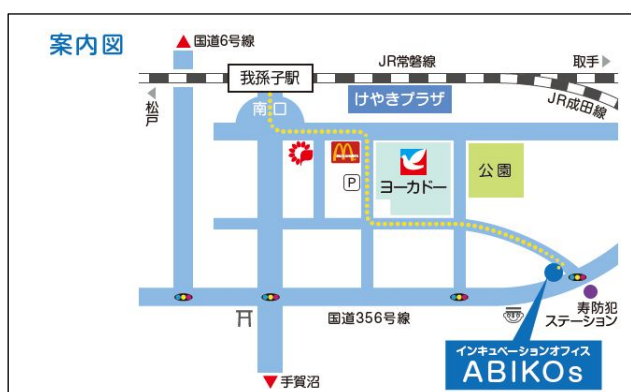 案内図
国道6号線
JR常磐線
取手
我孫子駅
松戸
南口
けやきプラザ
JR成田線
P
ヨーカドー
公園
寿防犯
ステーション
国道356号線
手賀沼
インキュベーションオフィス
ABIKOs